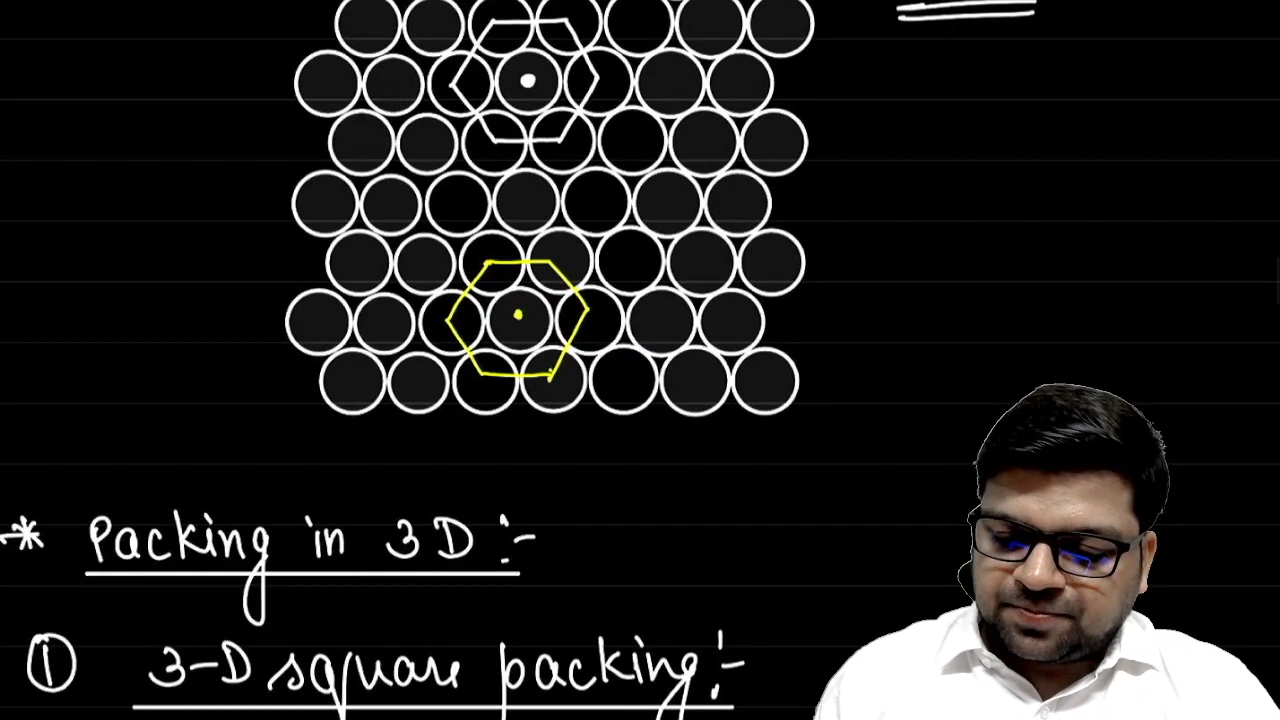 * Packing in 3D :-
① 3-D square packing :-